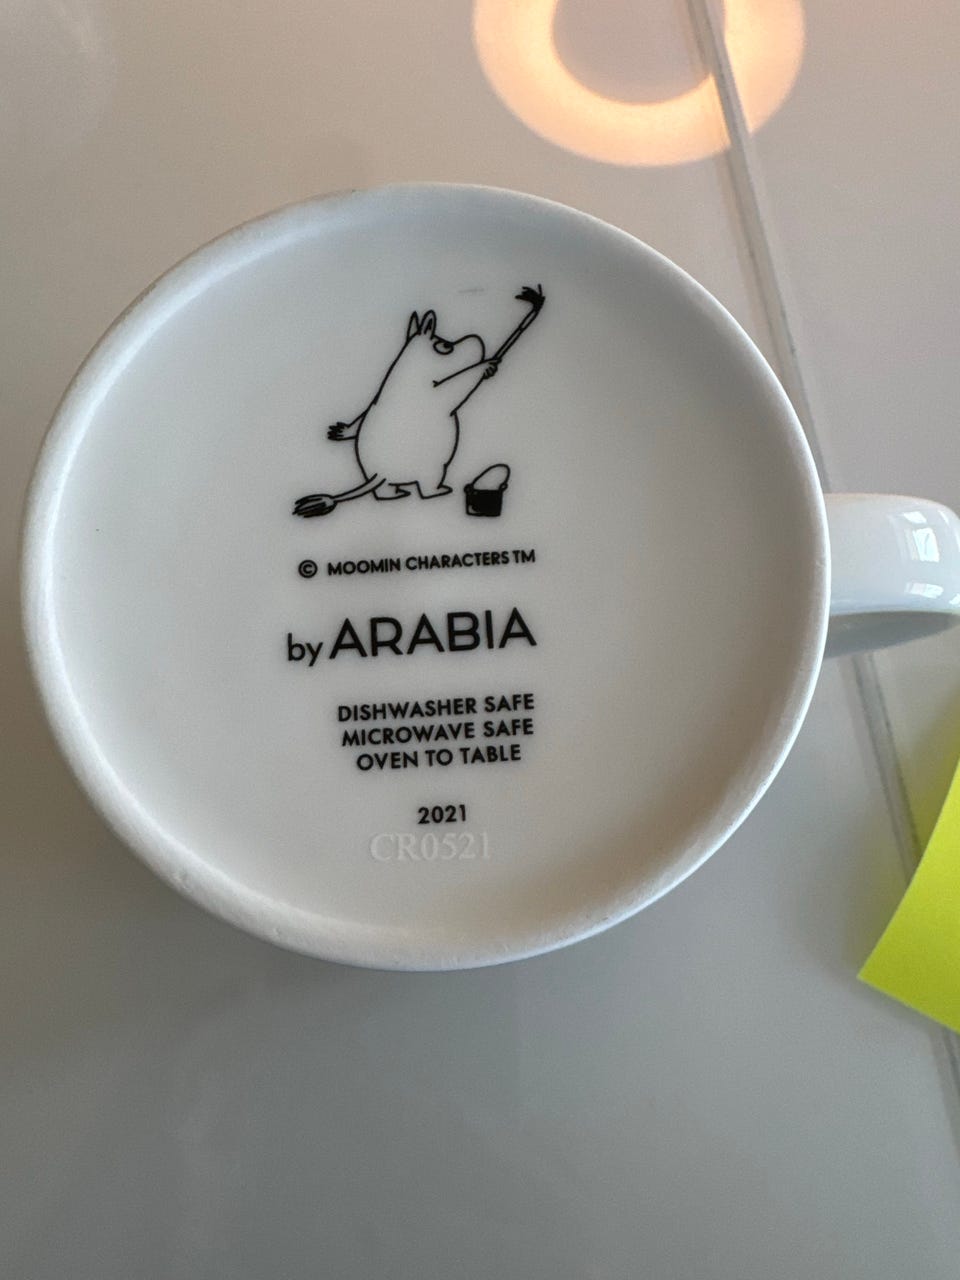 © MOOMIN CHARACTERS TM
by ARABIA
DISHWASHER SAFE
MICROWAVE SAFE
OVEN TO TABLE
2021
CR0521